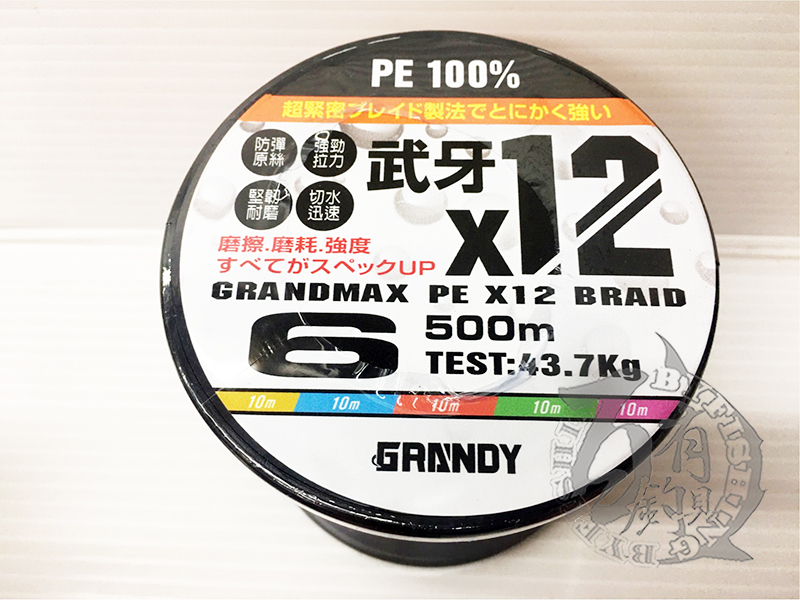 PE 100%
超緊密ブレイド製法でとにかく強い
防彈原絲
強勁拉力
堅韌耐磨
切水迅速
武牙
x12
磨擦.磨耗.強度
すべてがスペックUP
GRANDMAX PE X12 BRAID
6
500m
TEST:43.7Kg
10m 10m 10m 10m 10m
GRANDY
有釣
BXFISHING